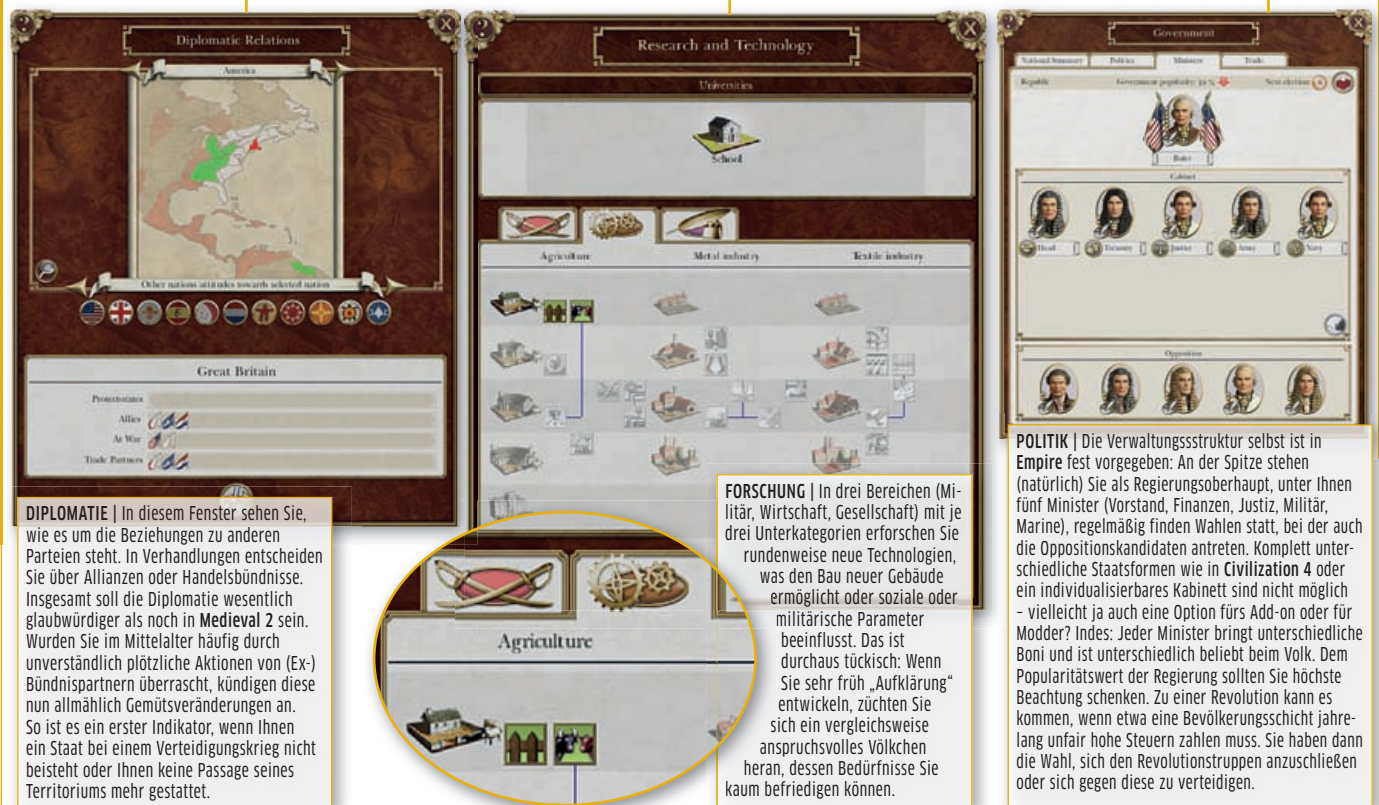 Diplomatic Relations
America
Other nations attitudes towards selected nation
Great Britain
Protectorates
Allies
At War
Trade Partners
DIPLOMATIE | In diesem Fenster sehen Sie,
wie es um die Beziehungen zu anderen
Parteien steht. In Verhandlungen entscheiden
Sie über Allianzen oder Handelsbündnisse.
Insgesamt soll die Diplomatie wesentlich
glaubwürdiger als noch in Medieval 2 sein.
Wurden Sie im Mittelalter häufig durch
unverständlich plötzliche Aktionen von (Ex-)
Bündnispartnern überrascht, kündigen diese
nun allmählich Gemütsveränderungen an.
So ist es ein erster Indikator, wenn Ihnen
ein Staat bei einem Verteidigungskrieg nicht
beisteht oder Ihnen keine Passage seines
Territoriums mehr gestattet.
Research and Technology
Universities
School
Agriculture Metal industry Textile industry
Agriculture
FORSCHUNG | In drei Bereichen (Mi-
litär, Wirtschaft, Gesellschaft) mit je
drei Unterkategorien erforschen Sie
rundenweise neue Technologien,
was den Bau neuer Gebäude
ermöglicht oder soziale oder
militärische Parameter
beeinflusst. Das ist
durchaus tückisch: Wenn
Sie sehr früh „Aufklärung“
entwickeln, züchten Sie
sich ein vergleichsweise
anspruchsvolles Völkchen
heran, dessen Bedürfnisse Sie
kaum befriedigen können.
Government
National Summary Policies Ministers Trade
Republic Government popularity: Next election:
Ruler
Cabinet
Head Treasury Justice Army Navy
Opposition
POLITIK | Die Verwaltungssstruktur selbst ist in
Empire fest vorgegeben: An der Spitze stehen
(natürlich) Sie als Regierungsoberhaupt, unter Ihnen
fünf Minister (Vorstand, Finanzen, Justiz, Militär,
Marine), regelmäßig finden Wahlen statt, bei der auch
die Oppositionskandidaten antreten. Komplett unter-
schiedliche Staatsformen wie in Civilization 4 oder
ein individualisierbares Kabinett sind nicht möglich
– vielleicht ja auch eine Option fürs Add-on oder für
Modder? Indes: Jeder Minister bringt unterschiedliche
Boni und ist unterschiedlich beliebt beim Volk. Dem
Popularitätswert der Regierung sollten Sie höchste
Beachtung schenken. Zu einer Revolution kann es
kommen, wenn etwa eine Bevölkerungsschicht jahre-
lang unfair hohe Steuern zahlen muss. Sie haben dann
die Wahl, sich den Revolutionstruppen anzuschließen
oder sich gegen diese zu verteidigen.